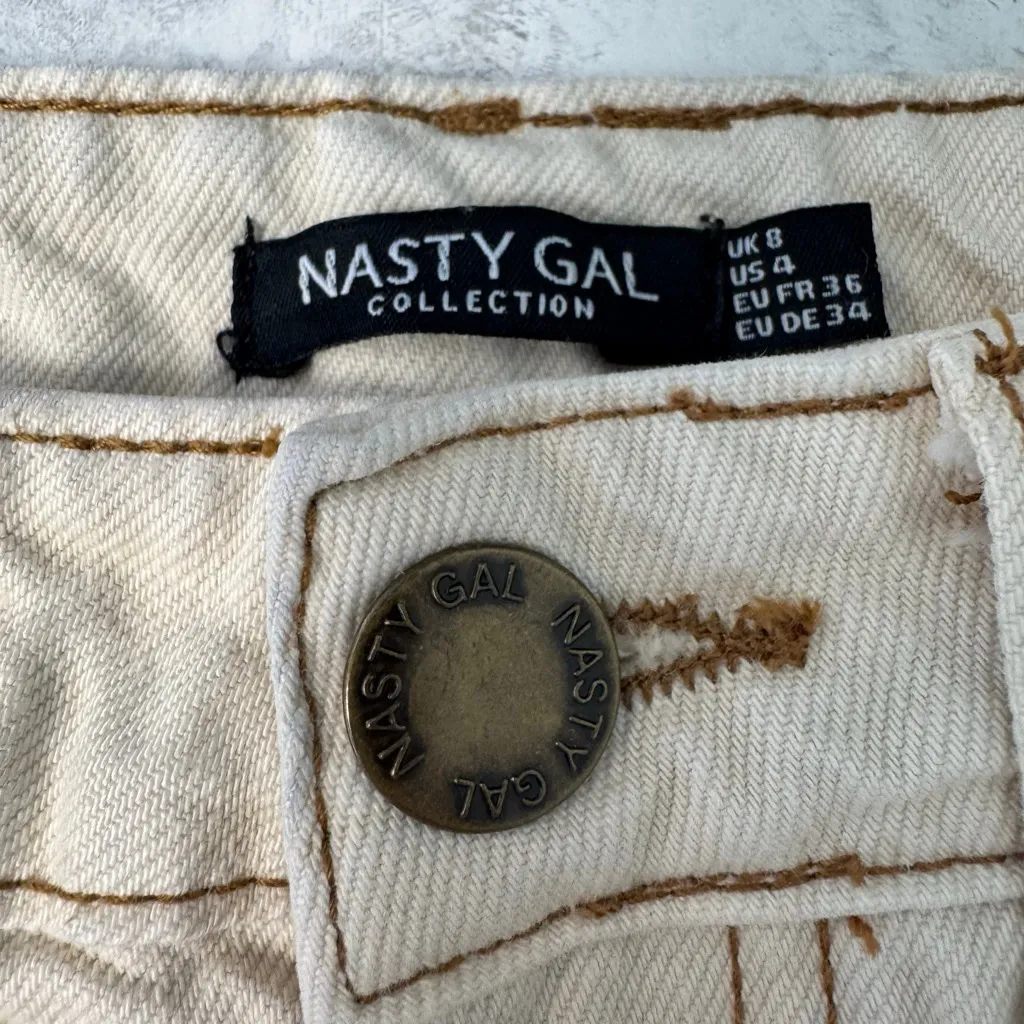 NASTY GAL
COLLECTION
UK 8
US 4
EU FR 36
EU DE 34
NASTY GAL NASTY GAL